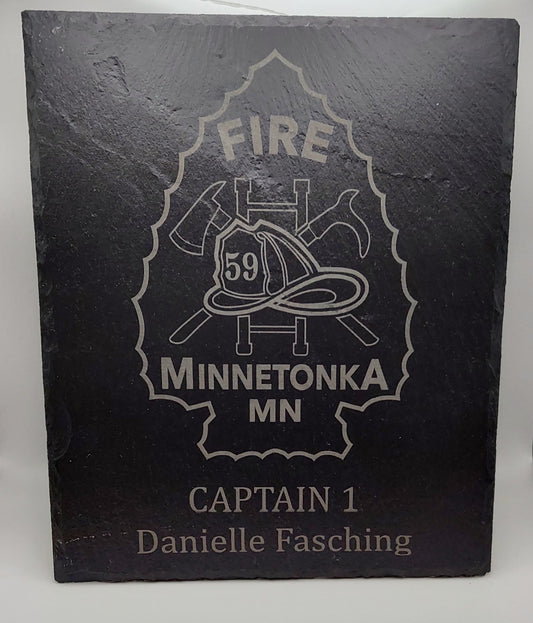 FIRE
59
MINNETONKA
MN
CAPTAIN 1
Danielle Fasching